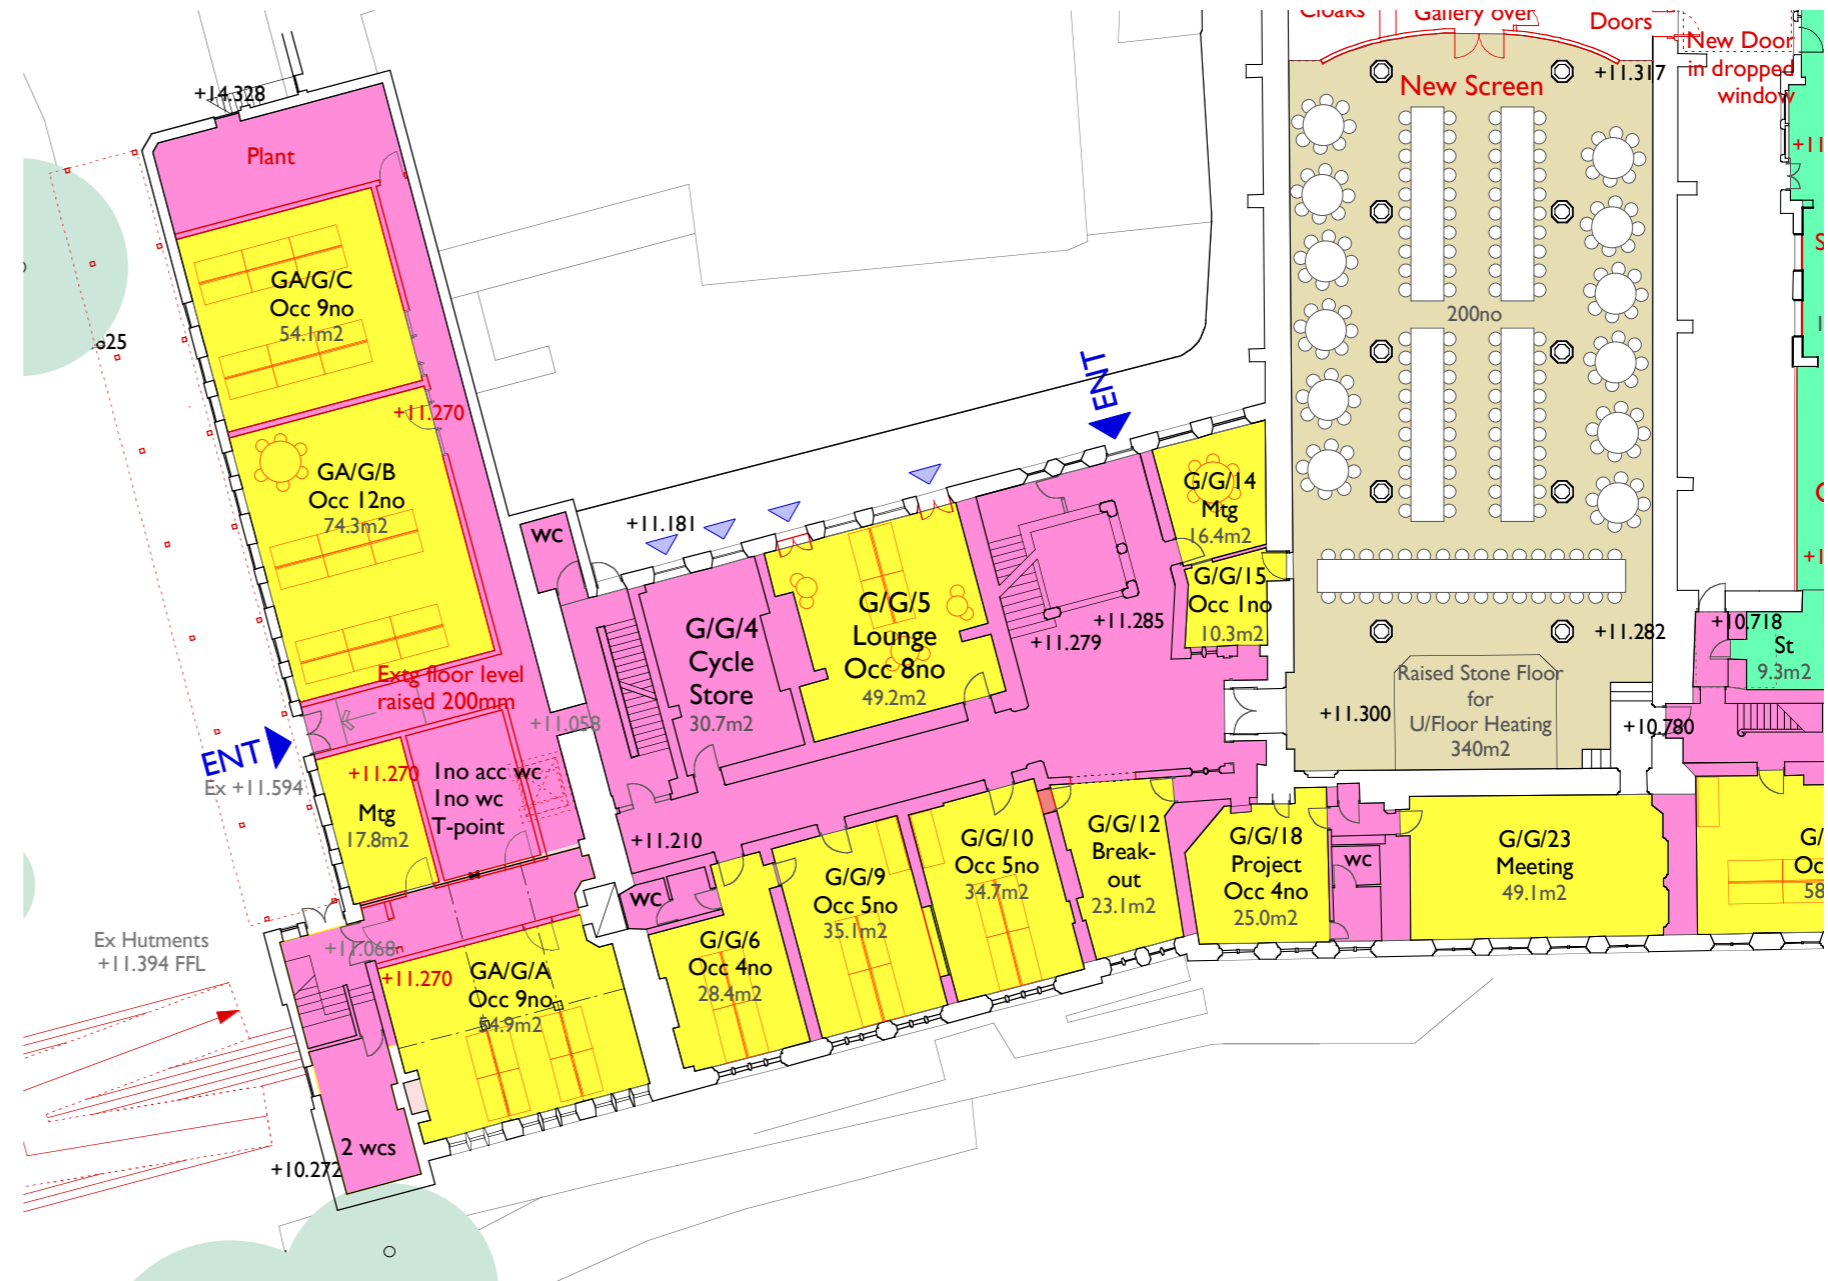 Cloaks
Gallery over
Doors
New Door
in dropped
window
+11.317
New Screen
+14.328
Plant
GA/G/C
Occ 9no
54.1m2
200no
ENT
+11.270
GA/G/B
Occ 12no
74.3m2
wc
+11.181
G/G/14
Mtg
16.4m2
G/G/15
Occ 1no
10.3m2
G/G/5
Lounge
Occ 8no
49.2m2
G/G/4
Cycle
Store
30.7m2
+11.285
+11.279
+11.282
+10.718
St
9.3m2
Extg floor level
raised 200mm
+11.058
Raised Stone Floor
for
U/Floor Heating
340m2
+11.300
+10.780
ENT
Ex +11.594
+11.270
1no acc wc
1no wc
T-point
Mtg
17.8m2
+11.210
G/G/12
Break-
out
23.1m2
G/G/10
Occ 5no
34.7m2
G/G/9
Occ 5no
35.1m2
G/G/18
Project
Occ 4no
25.0m2
wc
G/G/23
Meeting
49.1m2
wc
G/G/6
Occ 4no
28.4m2
Ex Hutments
+11.394 FFL
+11.068
+11.270
GA/G/A
Occ 9no
54.9m2
2 wcs
+10.272